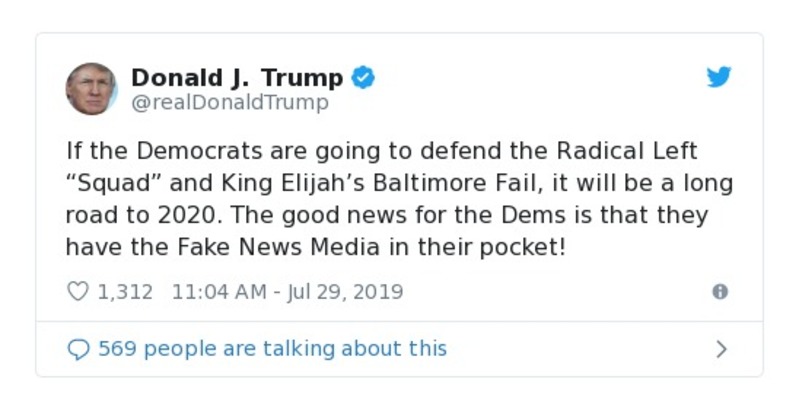 Donald J. Trump
@realDonaldTrump
If the Democrats are going to defend the Radical Left
“Squad” and King Elijah’s Baltimore Fail, it will be a long
road to 2020. The good news for the Dems is that they
have the Fake News Media in their pocket!
1,312 11:04 AM - Jul 29, 2019
569 people are talking about this